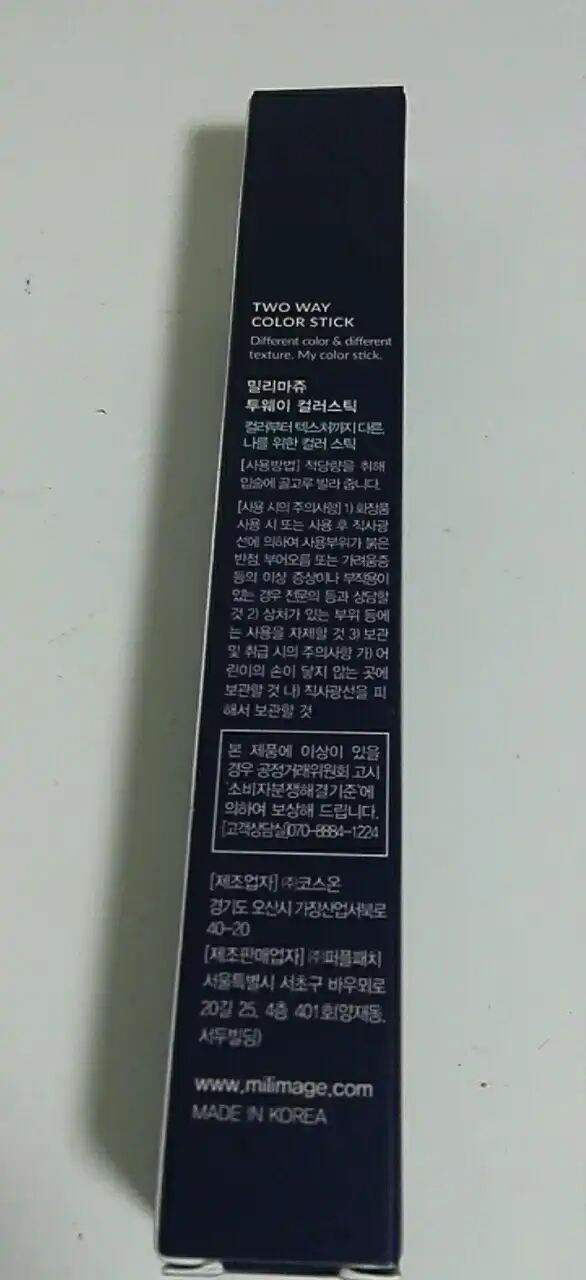 TWO WAY
COLOR STICK
Different color & different
texture. My color stick.
밀리마쥬
투웨이 컬러스틱
컬러부터 텍스처까지 다른,
나를 위한 컬러 스틱
[사용방법] 적당량을 취해
입술에 골고루 발라 줍니다.
[사용 시의 주의사항] 1) 화장품
사용 시 또는 사용 후 직사광
선에 의하여 사용부위가 붉은
반점, 부어오름 또는 가려움증
등의 이상 증상이나 부작용이
있는 경우 전문의 등과 상담할
것 2) 상처가 있는 부위 등에
는 사용을 자제할 것 3) 보관
및 취급 시의 주의사항 가) 어
린이의 손이 닿지 않는 곳에
보관할 것 나) 직사광선을 피
해서 보관할 것
본 제품에 이상이 있을
경우 공정거래위원회 고시
'소비자분쟁해결기준'에
의하여 보상해 드립니다.
[고객상담실]070-8884-1224
[제조업자] ㈜코스온
경기도 오산시 가장산업서북로
40-20
[제조판매업자] ㈜퍼플패치
서울특별시 서초구 바우뫼로
20길 25, 4층 401호(양재동,
서두빌딩)
www.milimage.com
MADE IN KOREA